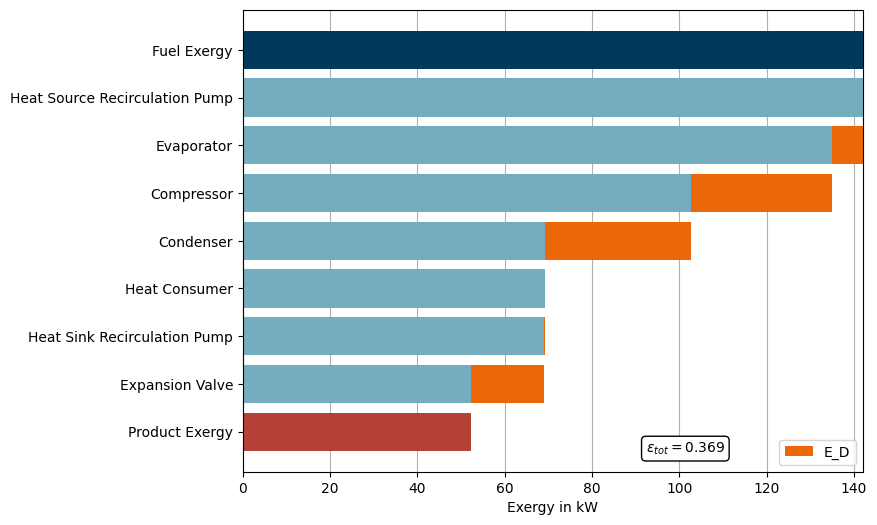 Fuel Exergy
Heat Source Recirculation Pump
Evaporator
Compressor
Condenser
Heat Consumer
Heat Sink Recirculation Pump
Expansion Valve
Product Exergy
ε_tot = 0.369
E_D
0 20 40 60 80 100 120 140
Exergy in kW